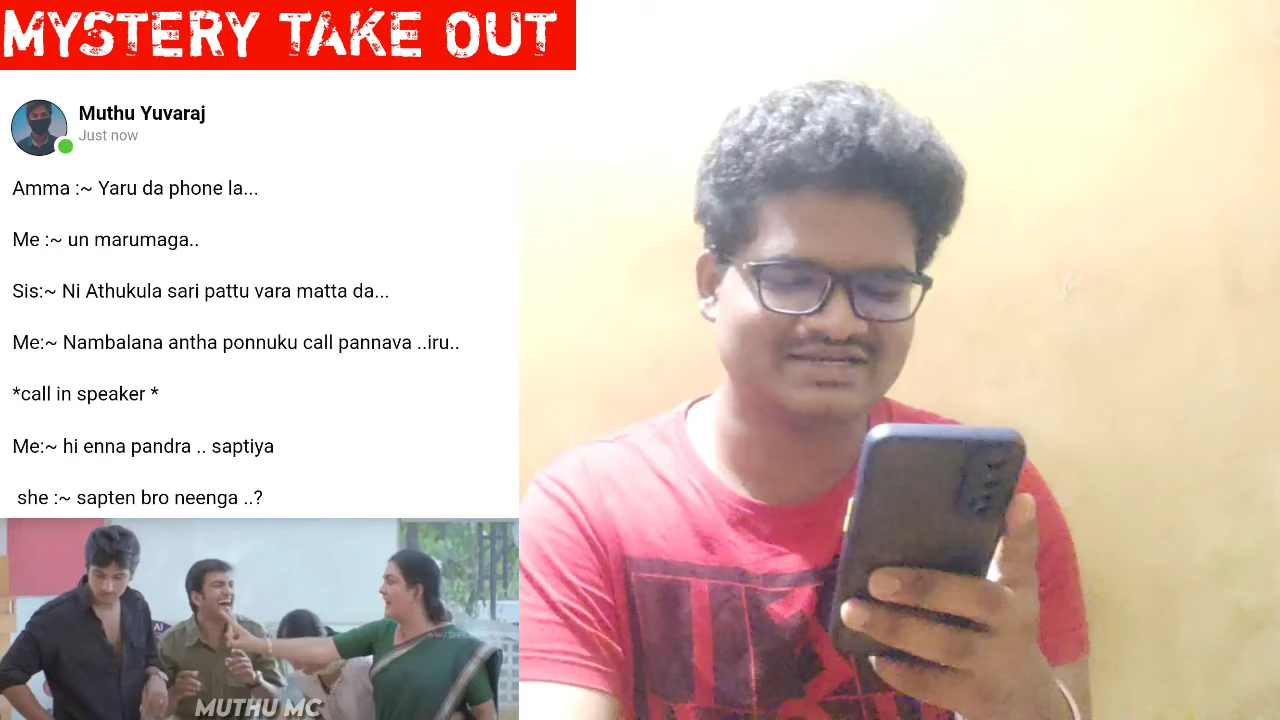 MYSTERY TAKE OUT
Muthu Yuvaraj
Just now
Amma :~ Yaru da phone la...
Me :~ un marumaga..
Sis:~ Ni Athukula sari pattu vara matta da...
Me:~ Nambalana antha ponnuku call pannava ..iru..
*call in speaker *
Me:~ hi enna pandra .. saptiya
she :~ sapten bro neenga ..?
MUTHU MC